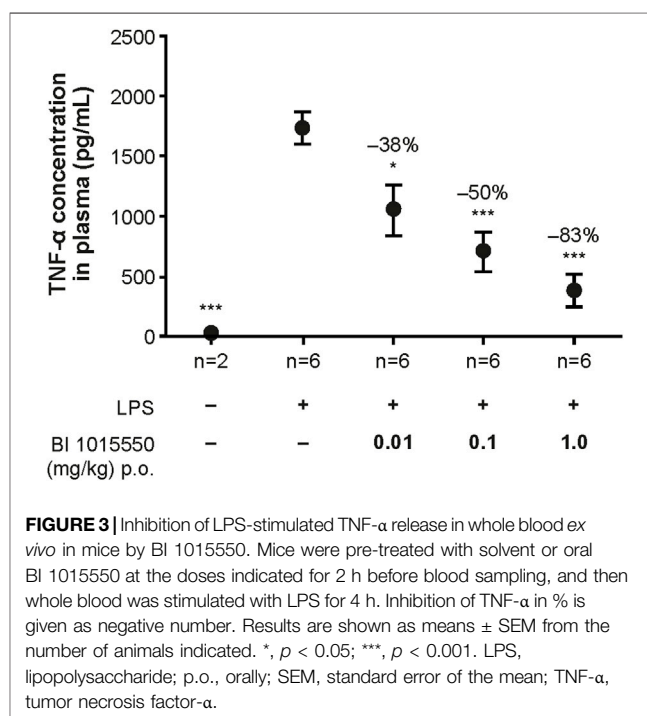 2500
2000
1500
1000
500
0
TNF-α concentration
in plasma (pg/mL)
–38%
*
–50%
***
–83%
***
***
n=2 n=6 n=6 n=6 n=6
LPS – + + + +
BI 1015550 – – 0.01 0.1 1.0
(mg/kg) p.o.
FIGURE 3 | Inhibition of LPS-stimulated TNF-α release in whole blood ex
vivo in mice by BI 1015550. Mice were pre-treated with solvent or oral
BI 1015550 at the doses indicated for 2 h before blood sampling, and then
whole blood was stimulated with LPS for 4 h. Inhibition of TNF-α in % is
given as negative number. Results are shown as means ± SEM from the
number of animals indicated. *, p < 0.05; ***, p < 0.001. LPS,
lipopolysaccharide; p.o., orally; SEM, standard error of the mean; TNF-α,
tumor necrosis factor-α.